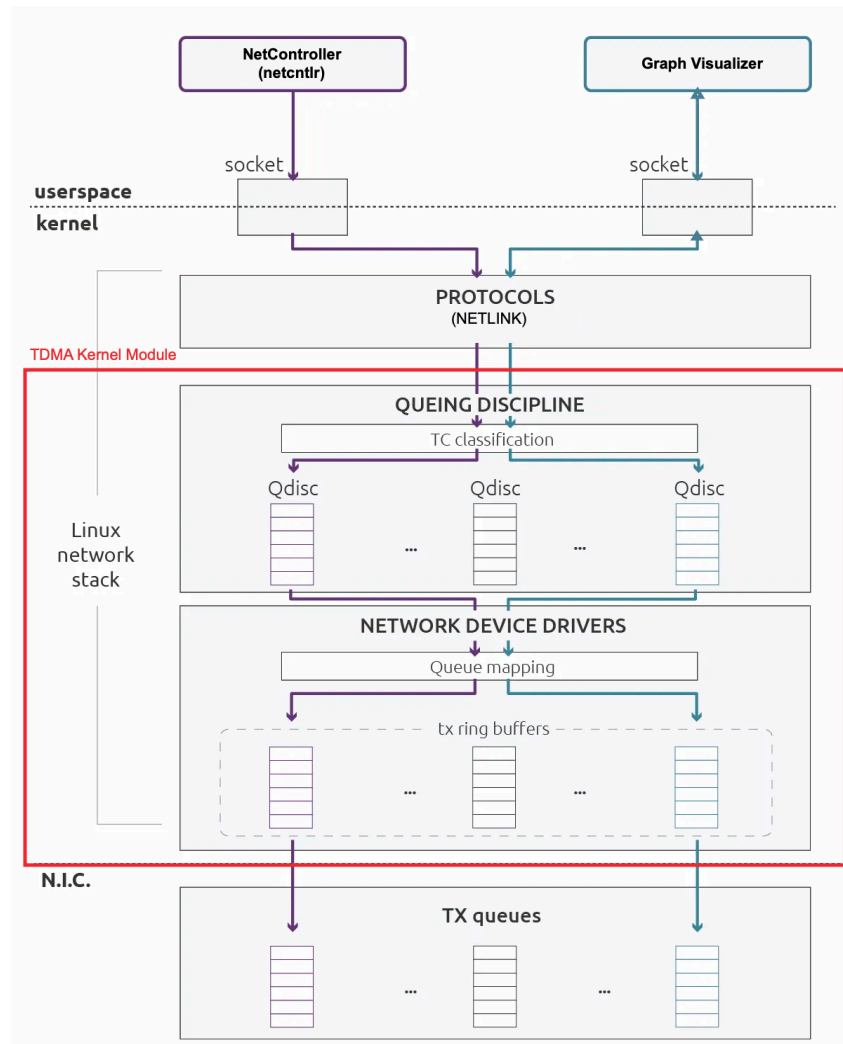 NetController
(netcntlr)
Graph Visualizer
socket
socket
userspace
kernel
PROTOCOLS
(NETLINK)
TDMA Kernel Module
QUEING DISCIPLINE
TC classification
Qdisc
Qdisc
Qdisc
...
...
Linux
network
stack
NETWORK DEVICE DRIVERS
Queue mapping
tx ring buffers
...
...
N.I.C.
TX queues
...
...